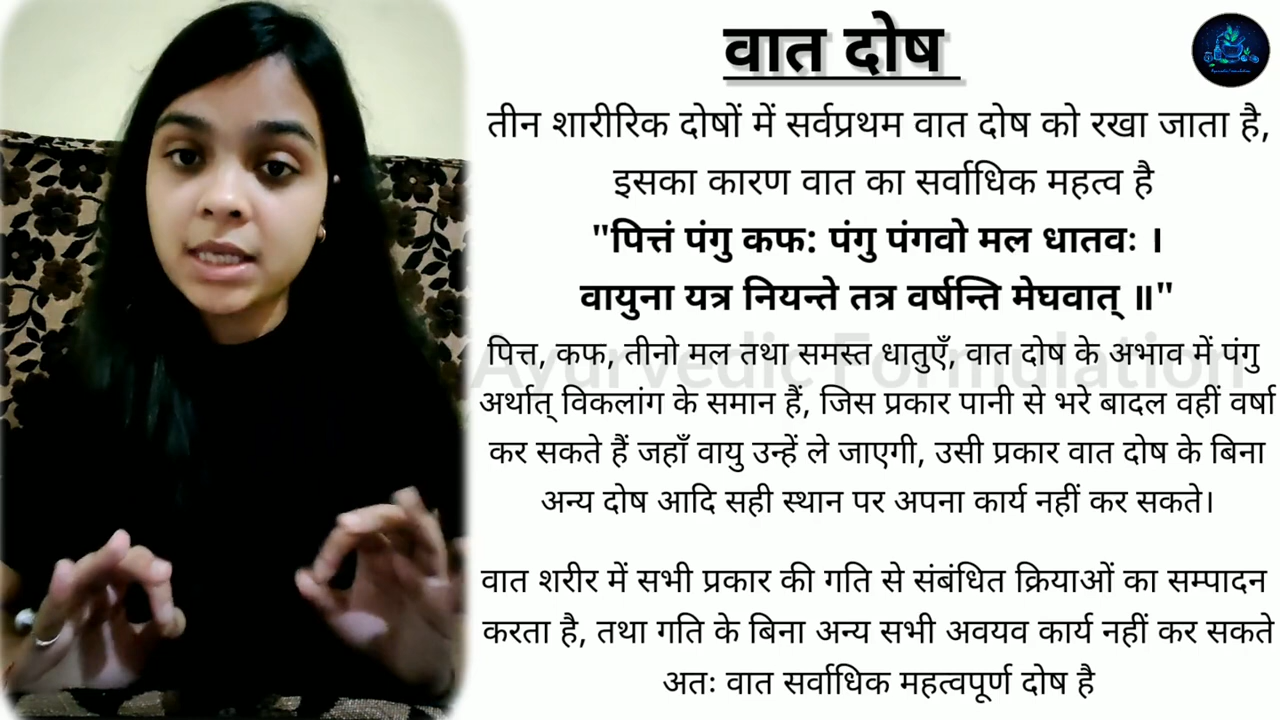 वात दोष
तीन शारीरिक दोषों में सर्वप्रथम वात दोष को रखा जाता है,
इसका कारण वात का सर्वाधिक महत्व है
"पित्तं पंगु कफः पंगु पंगवो मल धातवः ।
वायुना यत्र नियन्ते तत्र वर्षन्ति मेघवात् ॥"
पित्त, कफ, तीनो मल तथा समस्त धातुएँ, वात दोष के अभाव में पंगु
अर्थात् विकलांग के समान हैं, जिस प्रकार पानी से भरे बादल वहीं वर्षा
कर सकते हैं जहाँ वायु उन्हें ले जाएगी, उसी प्रकार वात दोष के बिना
अन्य दोष आदि सही स्थान पर अपना कार्य नहीं कर सकते।
वात शरीर में सभी प्रकार की गति से संबंधित क्रियाओं का सम्पादन
करता है, तथा गति के बिना अन्य सभी अवयव कार्य नहीं कर सकते
अतः वात सर्वाधिक महत्वपूर्ण दोष है
Ayurvedic Formulation